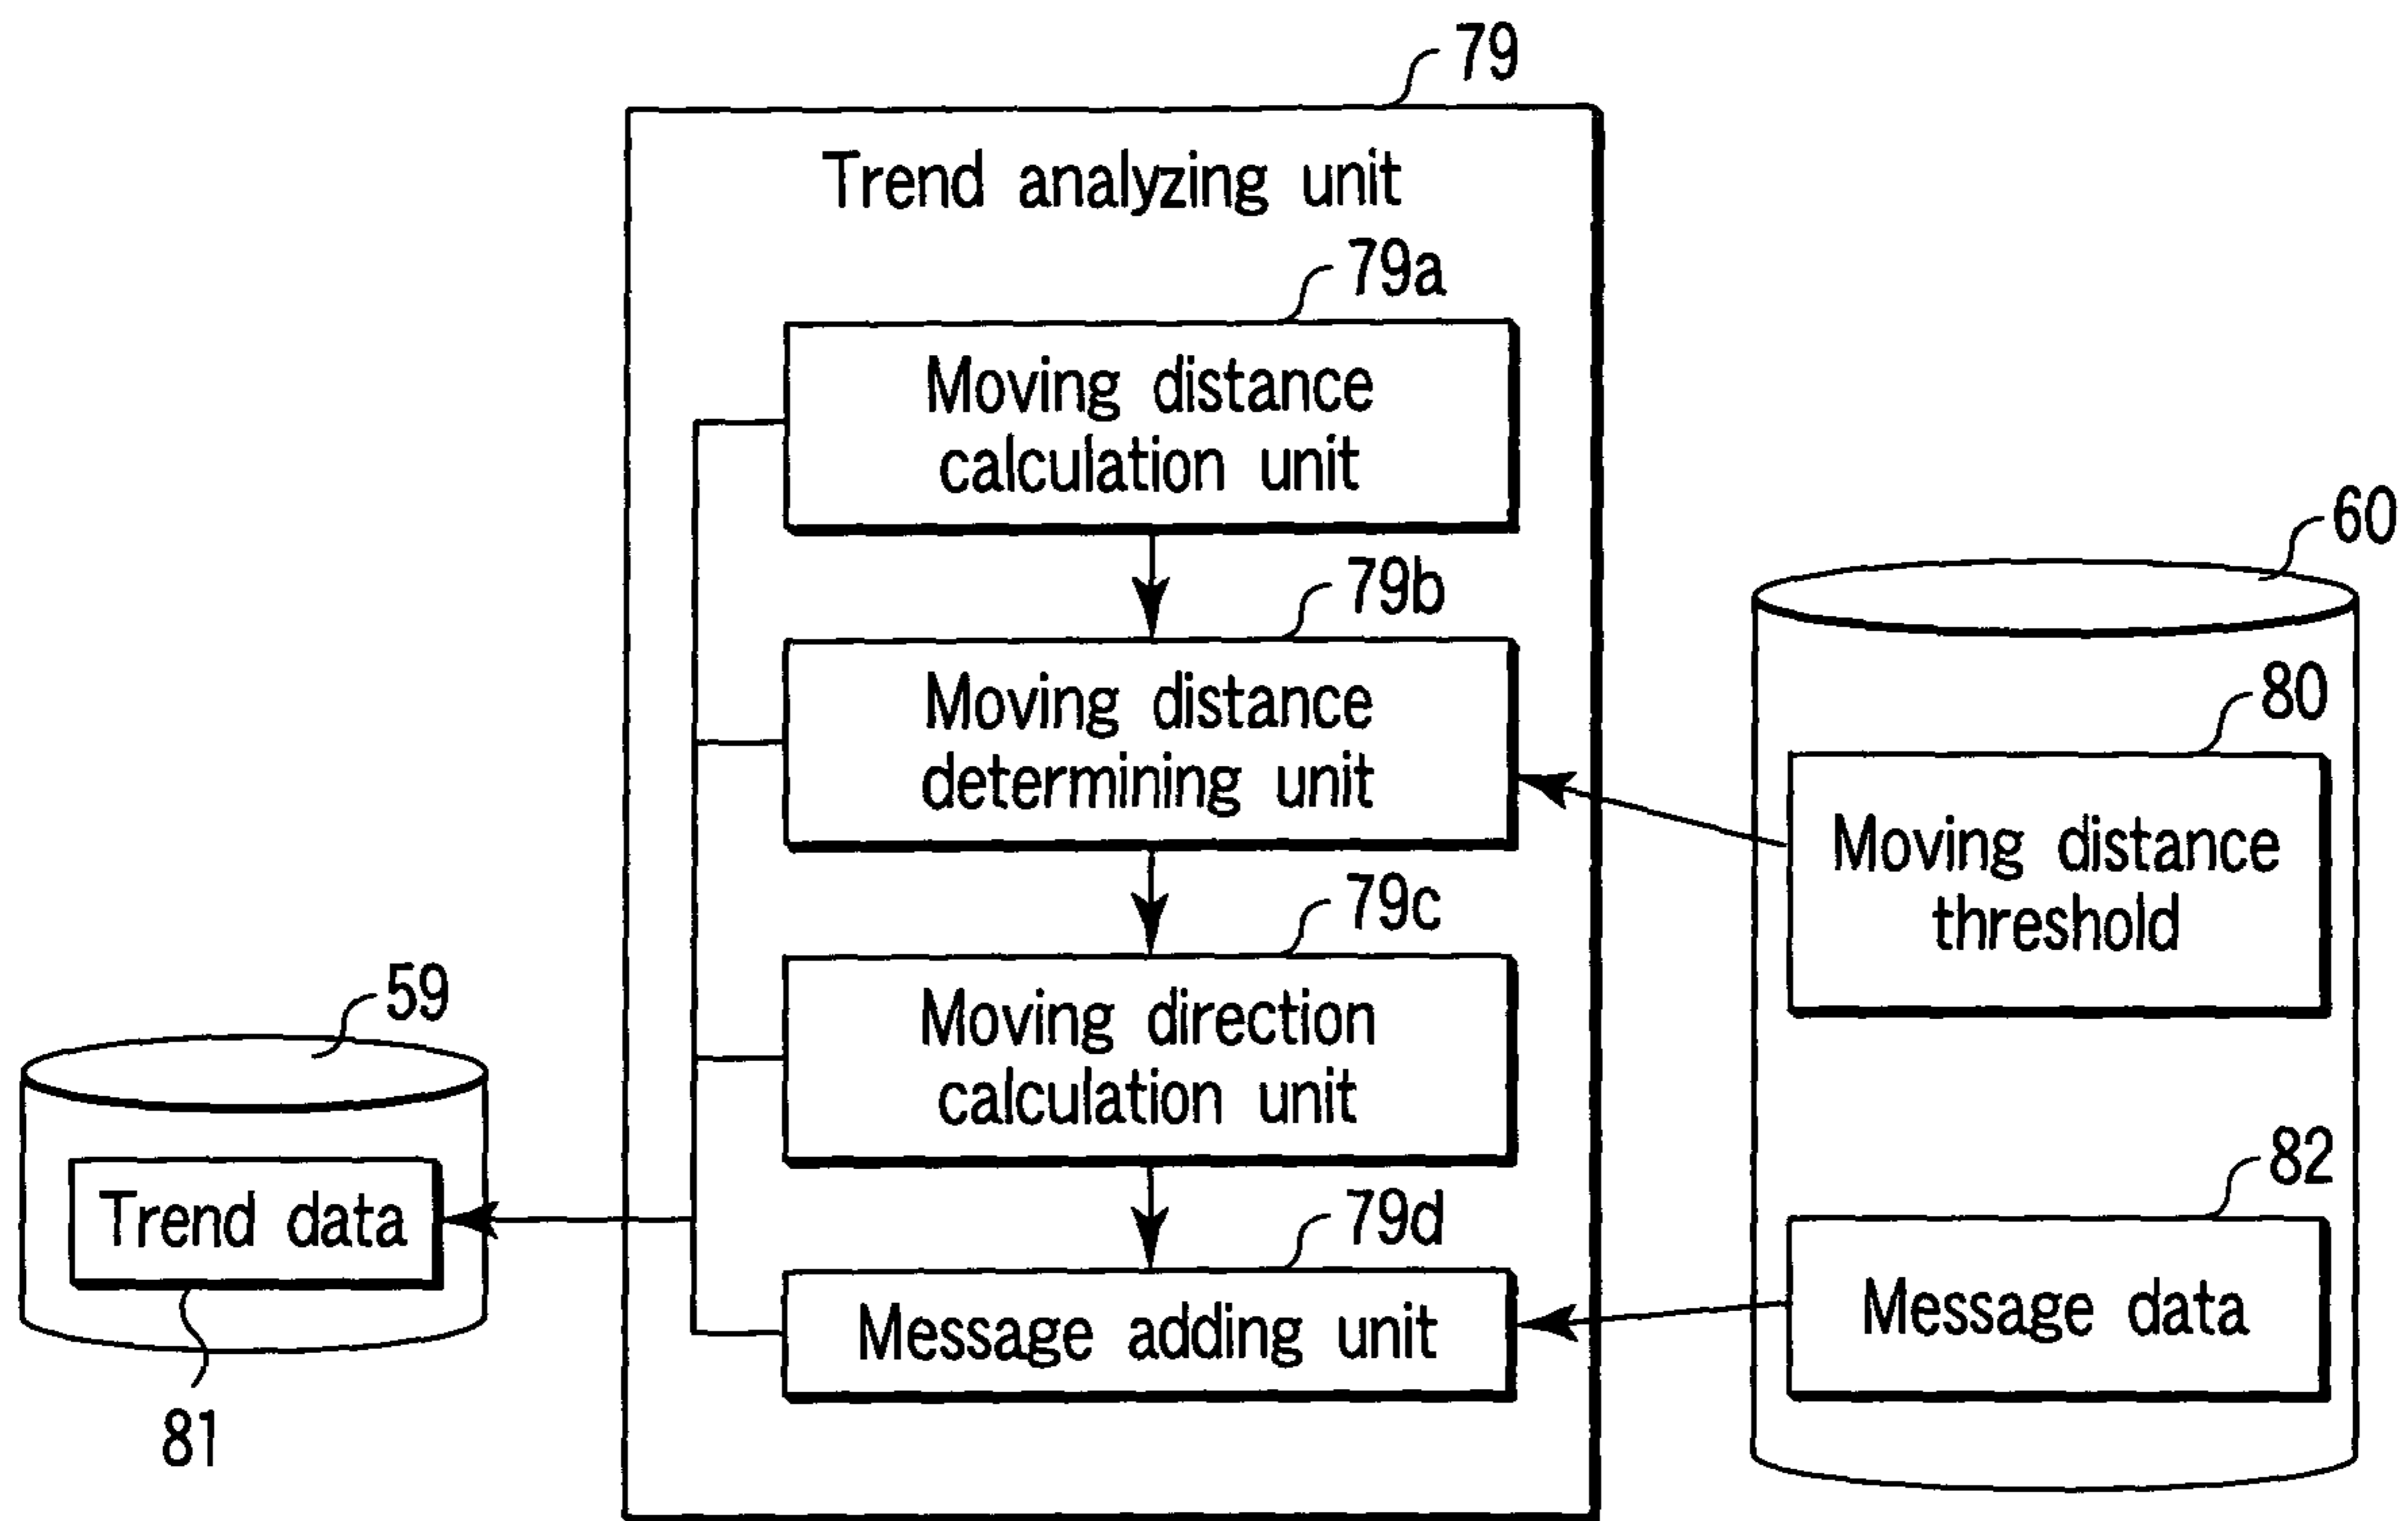 79
Trend analyzing unit
79a
Moving distance
calculation unit
79b
Moving distance
determining unit
79c
Moving direction
calculation unit
79d
Message adding unit
59
Trend data
81
60
80
Moving distance
threshold
82
Message data